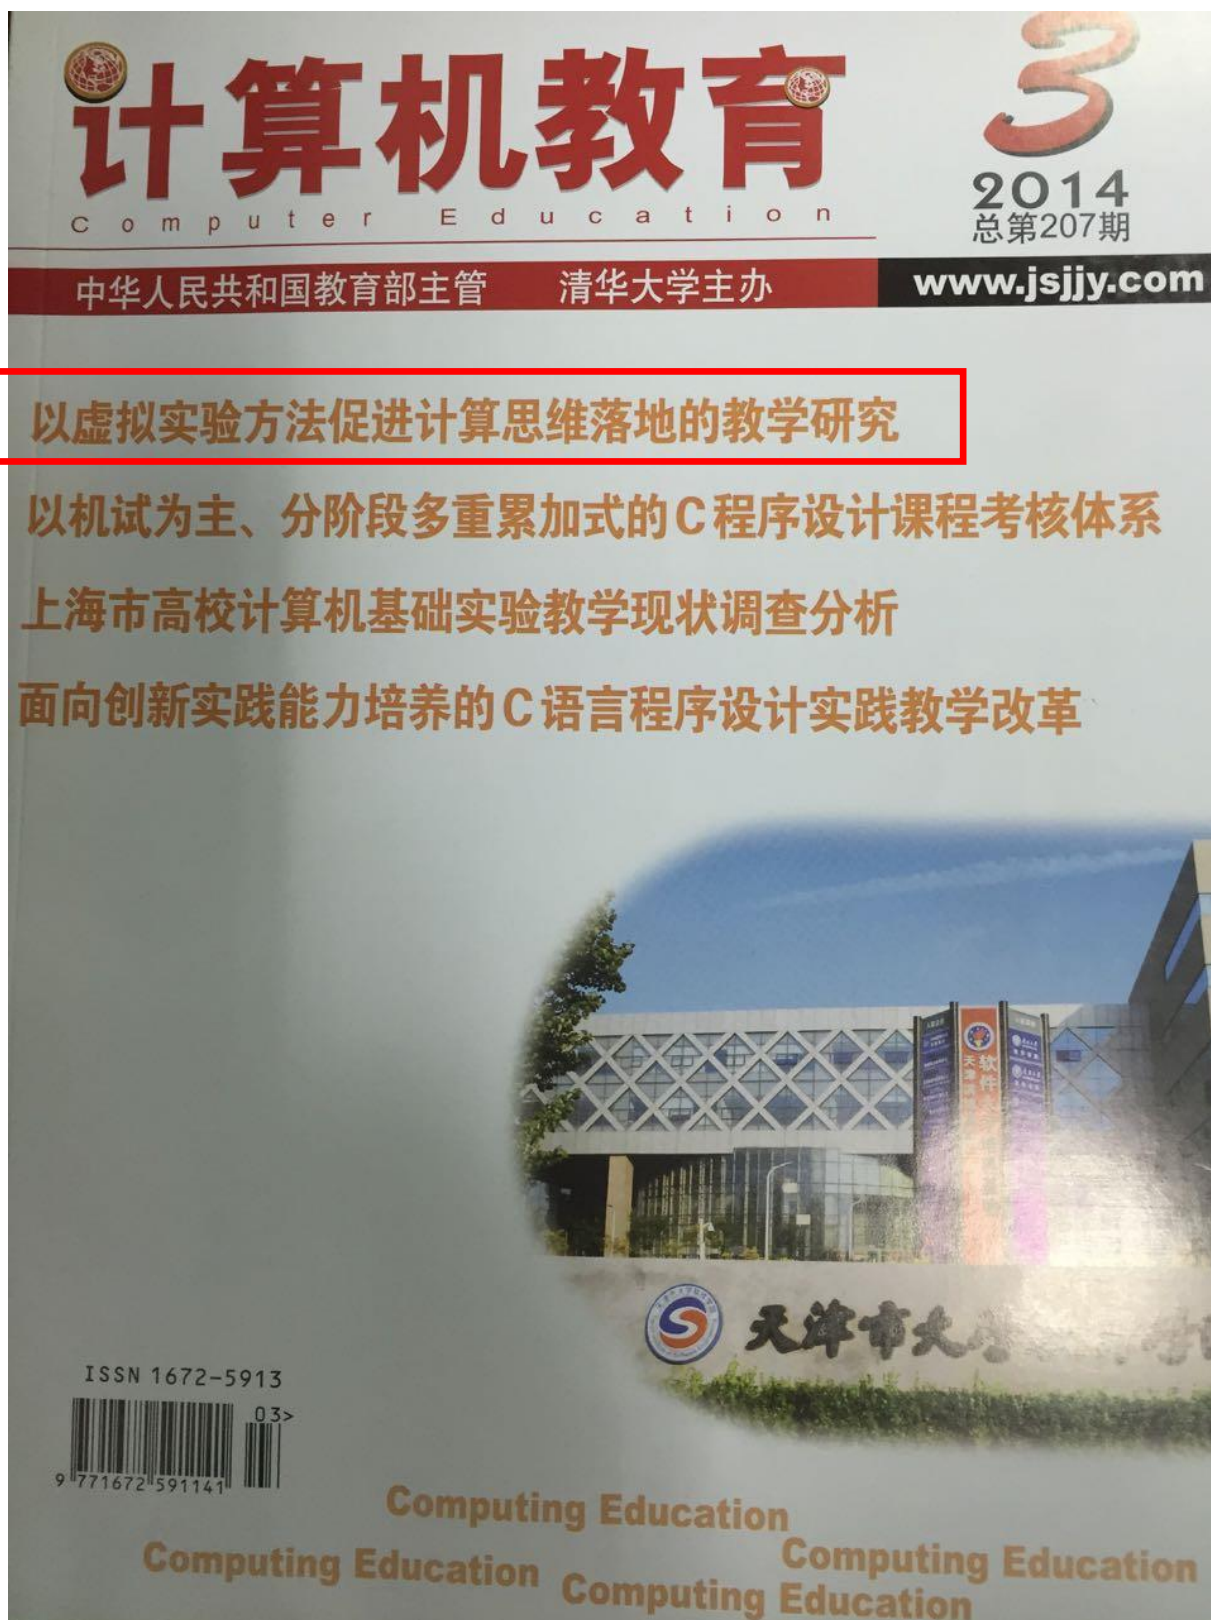 计算机教育
Computer Education
3
2014
总第207期
中华人民共和国教育部主管 清华大学主办
www.jsjjy.com
以虚拟实验方法促进计算思维落地的教学研究
以机试为主、分阶段多重累加式的C程序设计课程考核体系
上海市高校计算机基础实验教学现状调查分析
面向创新实践能力培养的C语言程序设计实践教学改革
软件
天津
天津市大学
ISSN 1672-5913
03>
9 771672 591141
Computing Education
Computing Education
Computing Education
Computing Education